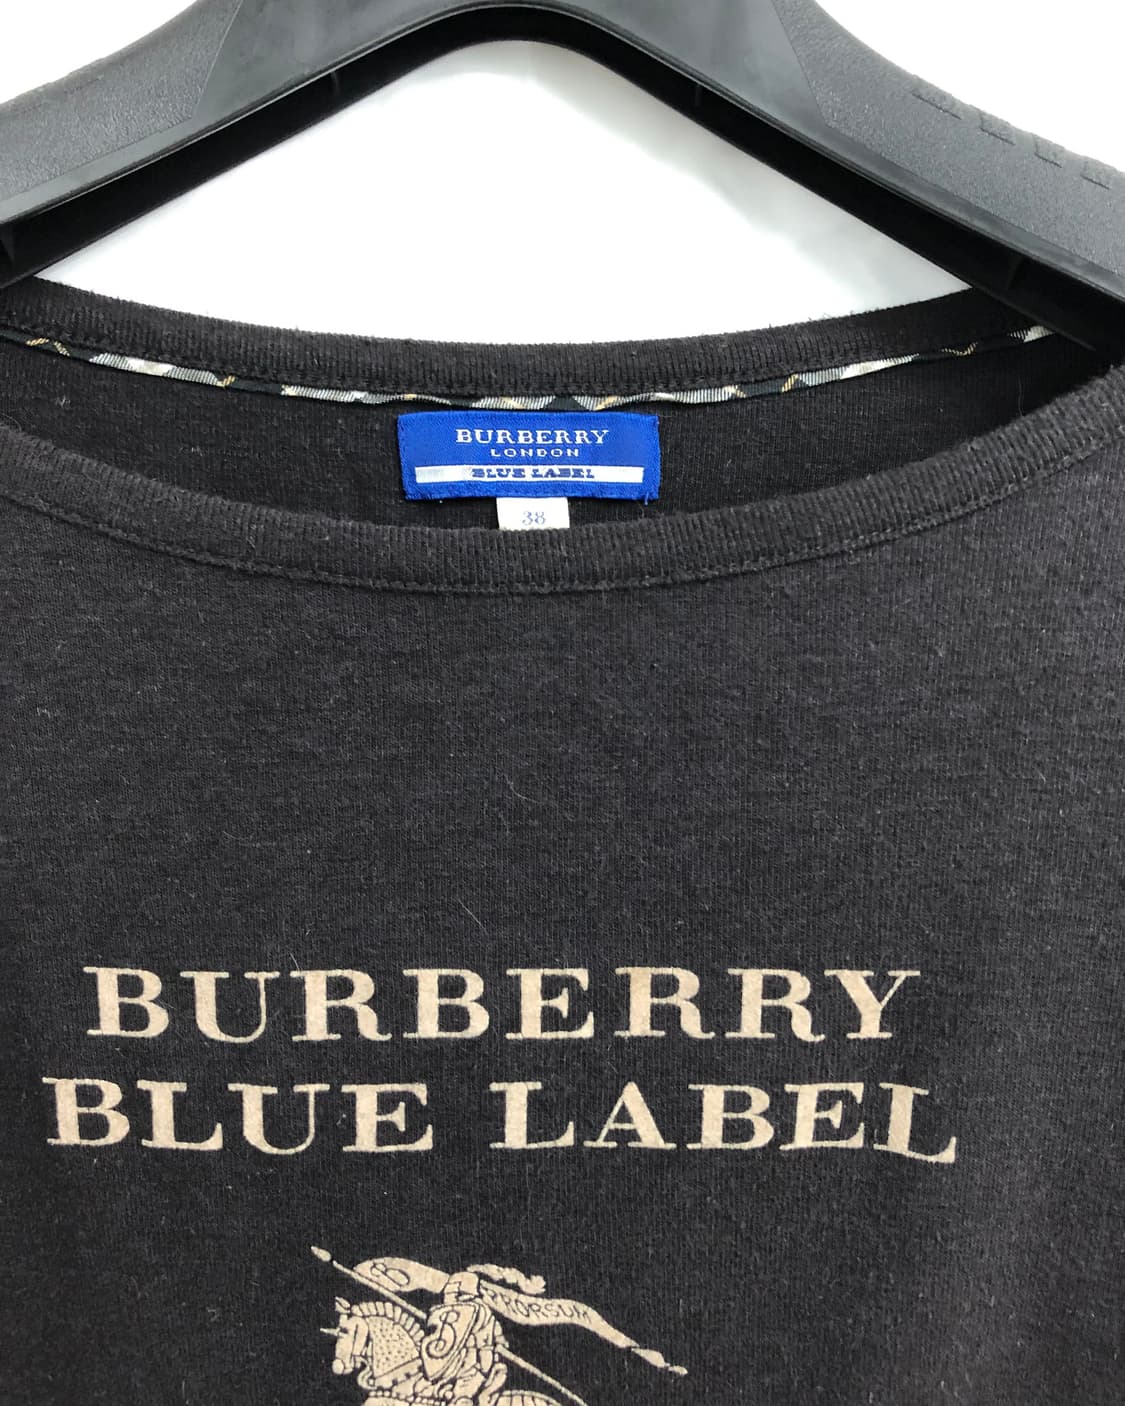 BURBERRY
LONDON
BLUE LABEL
38
BURBERRY
BLUE LABEL
B
PRORSUM
B